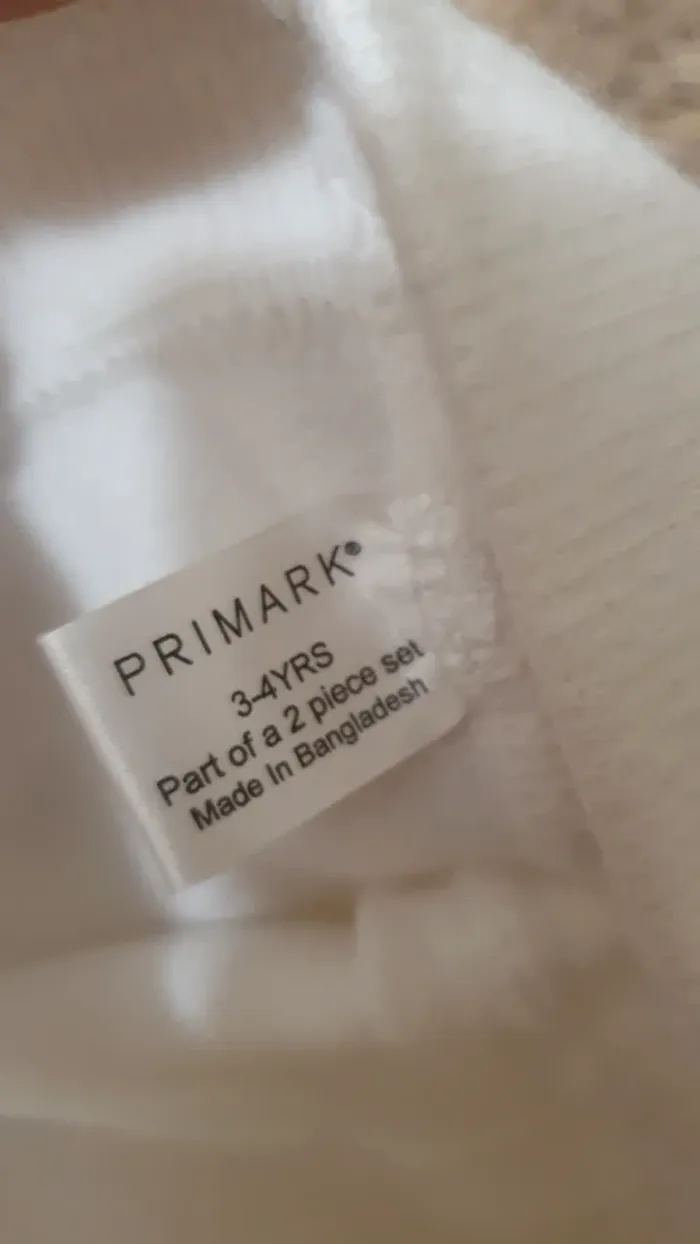 PRIMARK®
3-4YRS
Part of a 2 piece set
Made In Bangladesh